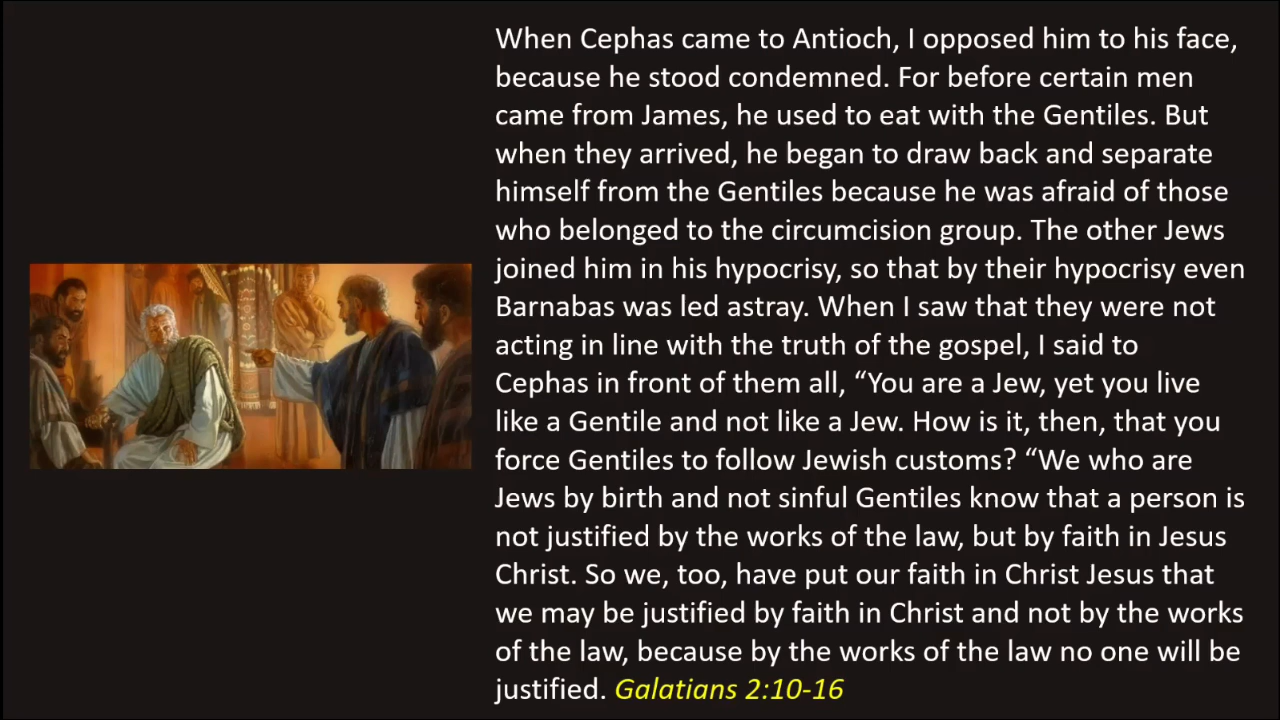 When Cephas came to Antioch, I opposed him to his face,
because he stood condemned. For before certain men
came from James, he used to eat with the Gentiles. But
when they arrived, he began to draw back and separate
himself from the Gentiles because he was afraid of those
who belonged to the circumcision group. The other Jews
joined him in his hypocrisy, so that by their hypocrisy even
Barnabas was led astray. When I saw that they were not
acting in line with the truth of the gospel, I said to
Cephas in front of them all, “You are a Jew, yet you live
like a Gentile and not like a Jew. How is it, then, that you
force Gentiles to follow Jewish customs? “We who are
Jews by birth and not sinful Gentiles know that a person is
not justified by the works of the law, but by faith in Jesus
Christ. So we, too, have put our faith in Christ Jesus that
we may be justified by faith in Christ and not by the works
of the law, because by the works of the law no one will be
justified. Galatians 2:10-16